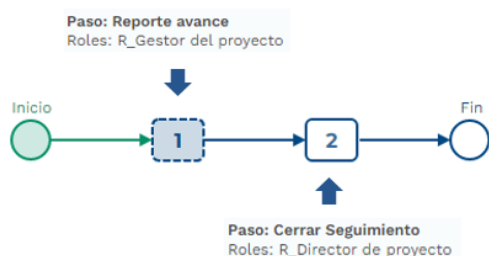 Paso: Reporte avance
Roles: R_Gestor del proyecto
Inicio
Fin
1
2
Paso: Cerrar Seguimiento
Roles: R_Director de proyecto